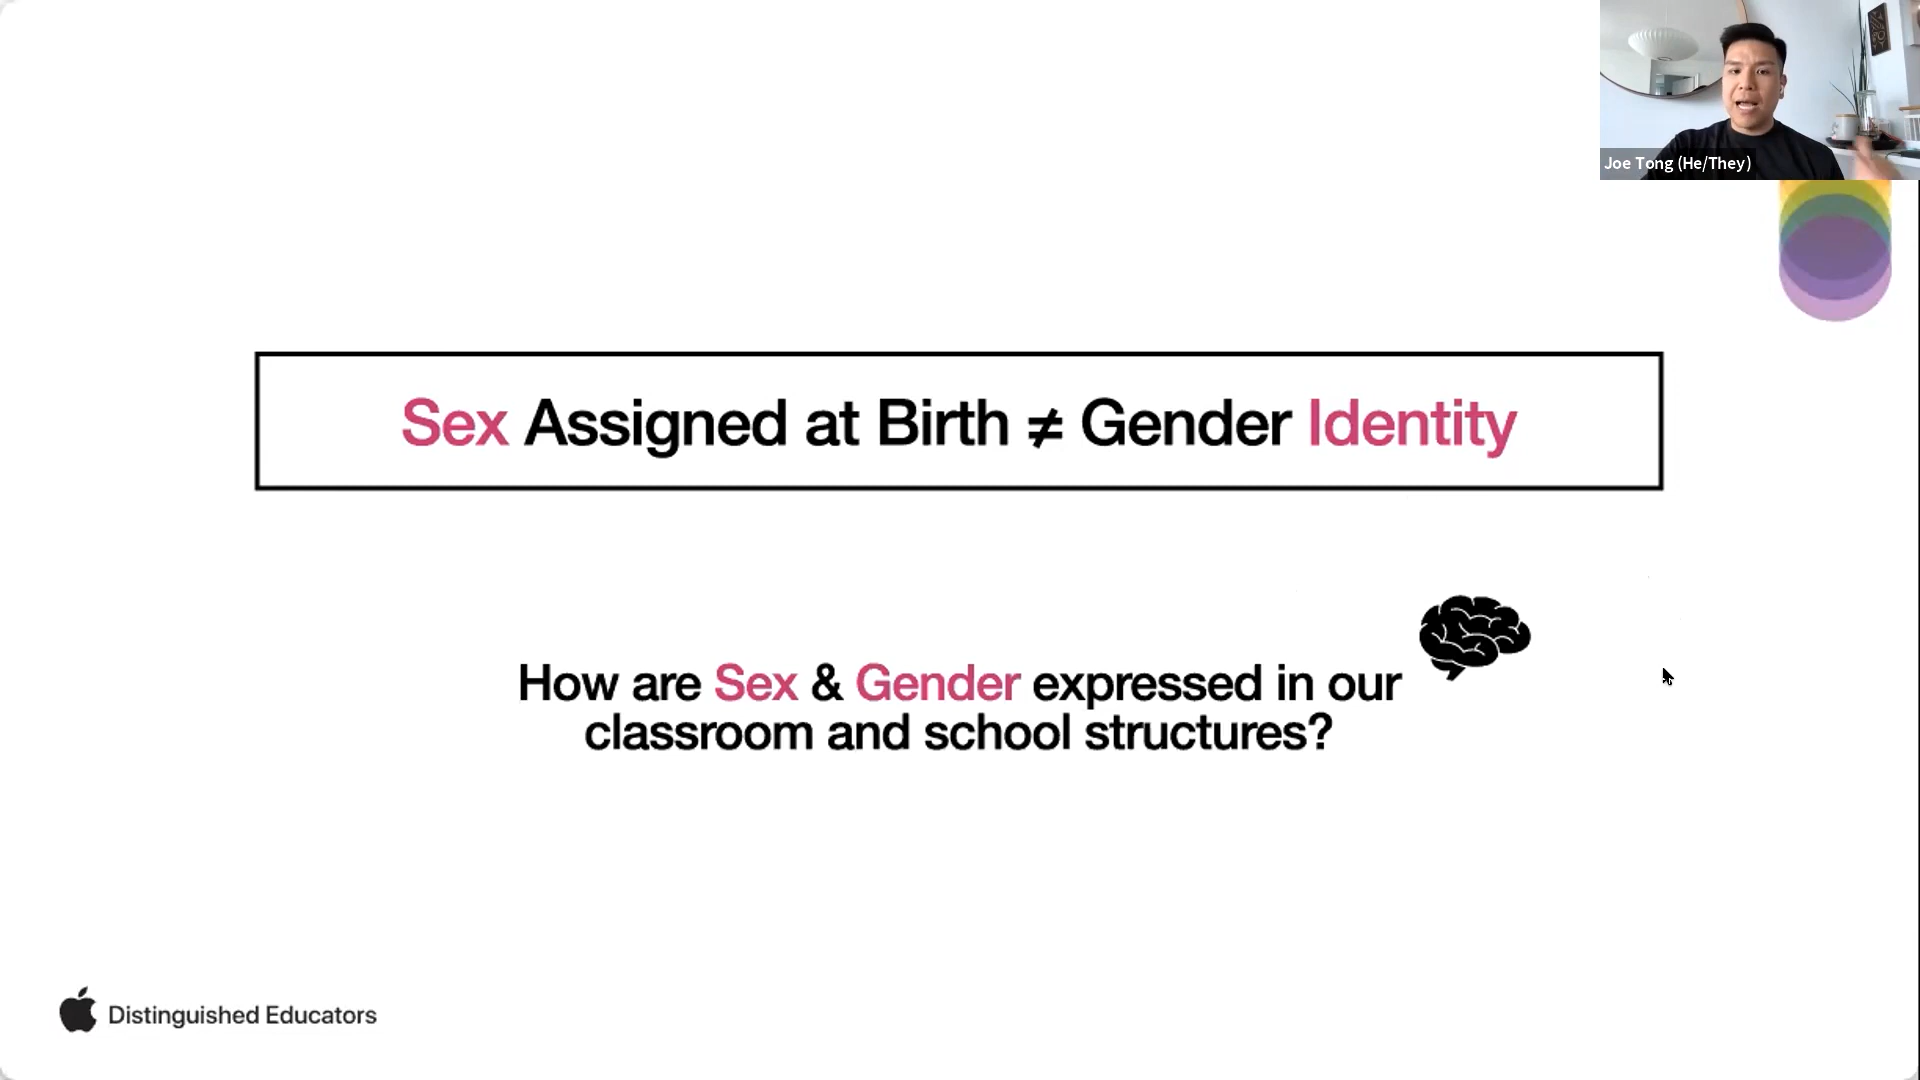 Joe Tong (He/They)
Sex Assigned at Birth ≠ Gender Identity
How are Sex & Gender expressed in our
classroom and school structures?
Distinguished Educators